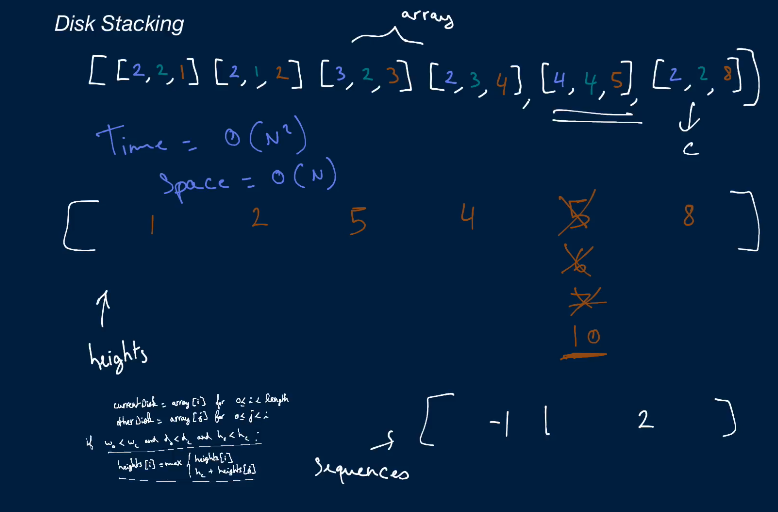 Disk Stacking
array
[[2, 2, 1] [2, 1, 2] [3, 2, 3] [2, 3, 4], [4, 4, 5], [2, 2, 8]]
c
Time = O(N²)
Space = O(N)
[ 1 2 5 4 5 8 ]
6
7
10
heights
currentDisk = array[i] for 0≤i<length
otherDisk = array[j] for 0≤j<i
if w₀<w_c and d₀<d_c and h₀<h_c :
heights[i] = max { heights[i]
h_c + heights[j]
sequences [ -1 1 2 ]